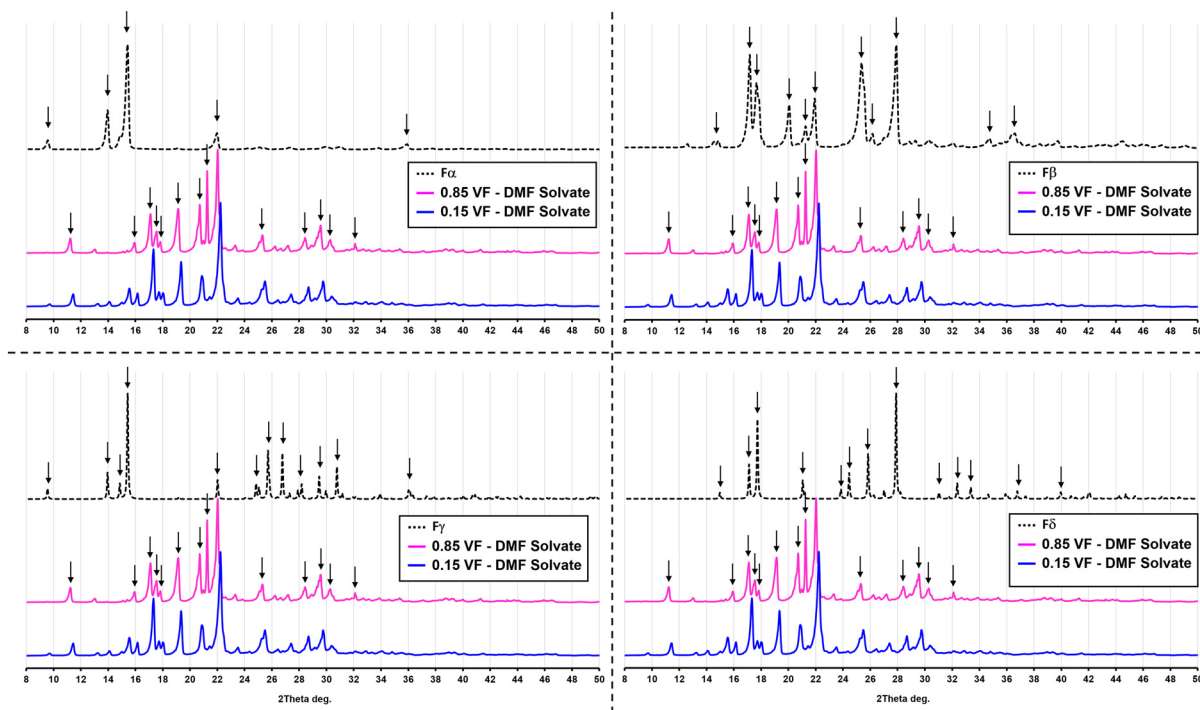 Fα
0.85 VF - DMF Solvate
0.15 VF - DMF Solvate
8 10 12 14 16 18 20 22 24 26 28 30 32 34 36 38 40 42 44 46 48 50
Fβ
0.85 VF - DMF Solvate
0.15 VF - DMF Solvate
8 10 12 14 16 18 20 22 24 26 28 30 32 34 36 38 40 42 44 46 48 50
Fγ
0.85 VF - DMF Solvate
0.15 VF - DMF Solvate
8 10 12 14 16 18 20 22 24 26 28 30 32 34 36 38 40 42 44 46 48 50
2Theta deg.
Fδ
0.85 VF - DMF Solvate
0.15 VF - DMF Solvate
8 10 12 14 16 18 20 22 24 26 28 30 32 34 36 38 40 42 44 46 48 50
2Theta deg.